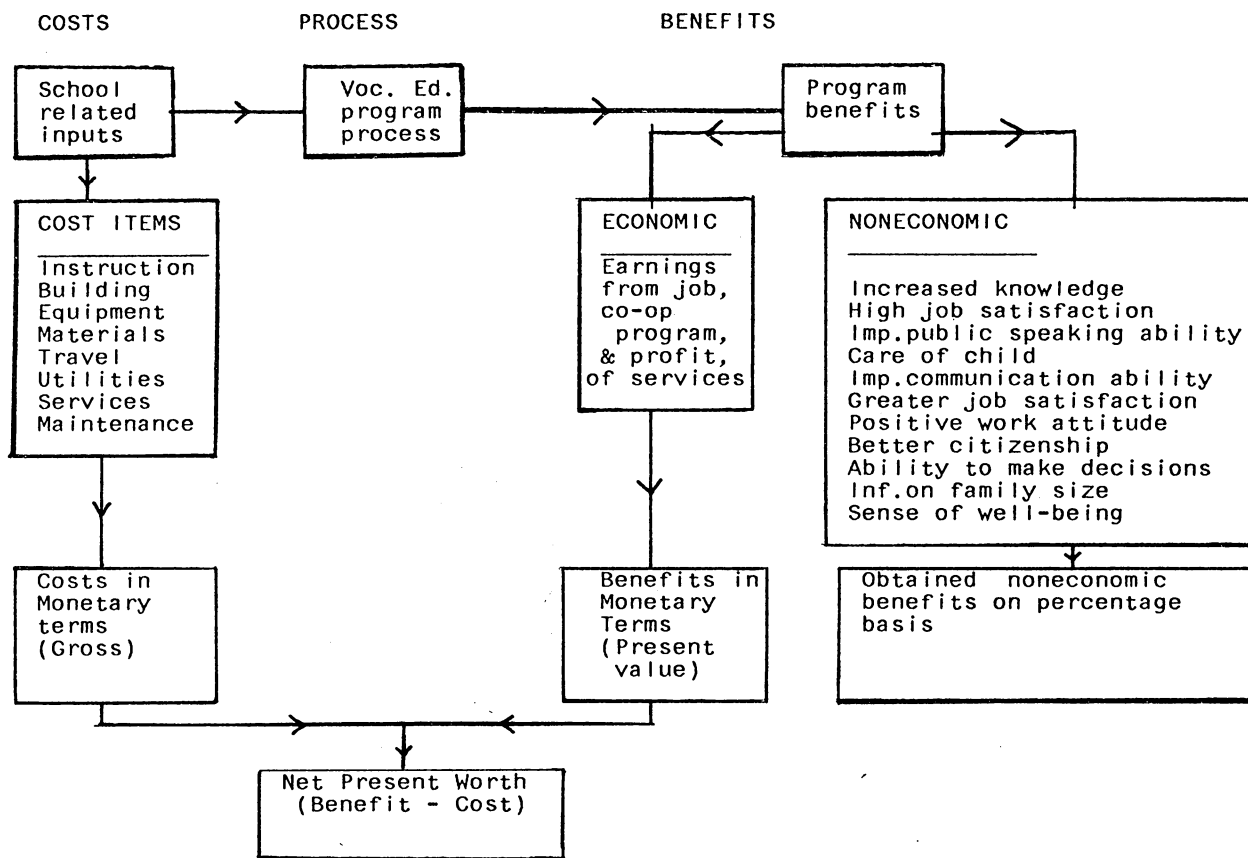 COSTS
PROCESS
BENEFITS
School
related
inputs
Voc. Ed.
program
process
Program
benefits
COST ITEMS
Instruction
Building
Equipment
Materials
Travel
Utilities
Services
Maintenance
ECONOMIC
Earnings
from job,
co-op
program,
& profit,
of services
NONECONOMIC
Increased knowledge
High job satisfaction
Imp.public speaking ability
Care of child
Imp.communication ability
Greater job satisfaction
Positive work attitude
Better citizenship
Ability to make decisions
Inf.on family size
Sense of well-being
Costs in
Monetary
terms
(Gross)
Benefits in
Monetary
Terms
(Present
value)
Obtained noneconomic
benefits on percentage
basis
Net Present Worth
(Benefit - Cost)